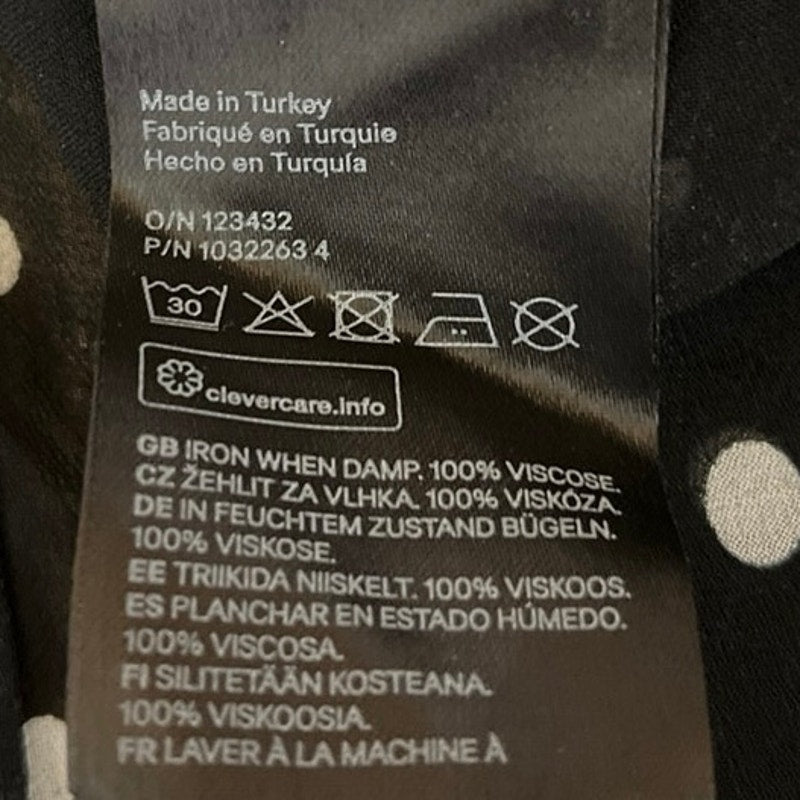 Made in Turkey
Fabriqué en Turquie
Hecho en Turquía
O/N 123432
P/N 1032263 4
30
clevercare.info
GB IRON WHEN DAMP. 100% VISCOSE.
CZ ŽEHLIT ZA VLHKA. 100% VISKÓZA.
DE IN FEUCHTEM ZUSTAND BÜGELN.
100% VISKOSE.
EE TRIIKIDA NIISKELT. 100% VISKOOS.
ES PLANCHAR EN ESTADO HÚMEDO.
100% VISCOSA.
FI SILITETÄÄN KOSTEANA.
100% VISKOOSIA.
FR LAVER À LA MACHINE À